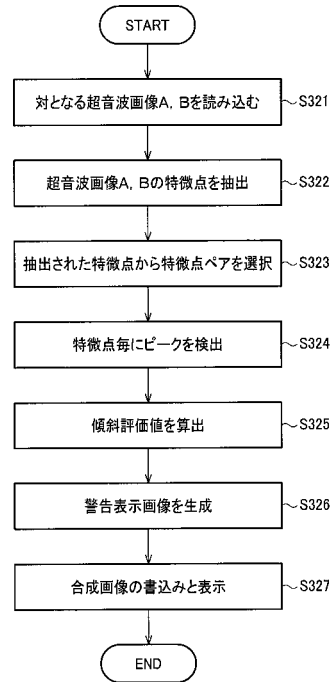 START
対となる超音波画像A, Bを読み込む
S321
超音波画像A, Bの特徴点を抽出
S322
抽出された特徴点から特徴点ペアを選択
S323
特徴点毎にピークを検出
S324
傾斜評価値を算出
S325
警告表示画像を生成
S326
合成画像の書込みと表示
S327
END